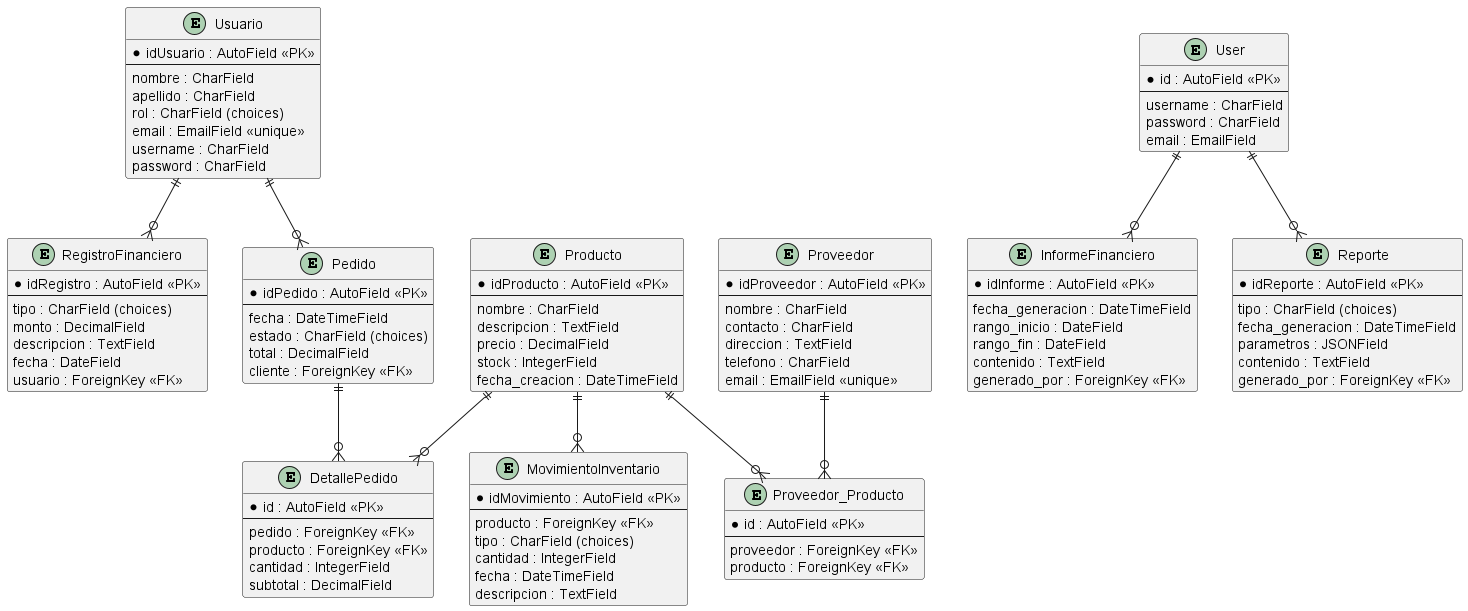 E Usuario
* idUsuario : AutoField «PK»
nombre : CharField
apellido : CharField
rol : CharField (choices)
email : EmailField «unique»
username : CharField
password : CharField
E User
* id : AutoField «PK»
username : CharField
password : CharField
email : EmailField
E RegistroFinanciero
* idRegistro : AutoField «PK»
tipo : CharField (choices)
monto : DecimalField
descripcion : TextField
fecha : DateField
usuario : ForeignKey «FK»
E Pedido
* idPedido : AutoField «PK»
fecha : DateTimeField
estado : CharField (choices)
total : DecimalField
cliente : ForeignKey «FK»
E Producto
* idProducto : AutoField «PK»
nombre : CharField
descripcion : TextField
precio : DecimalField
stock : IntegerField
fecha_creacion : DateTimeField
E Proveedor
* idProveedor : AutoField «PK»
nombre : CharField
contacto : CharField
direccion : TextField
telefono : CharField
email : EmailField «unique»
E InformeFinanciero
* idInforme : AutoField «PK»
fecha_generacion : DateTimeField
rango_inicio : DateField
rango_fin : DateField
contenido : TextField
generado_por : ForeignKey «FK»
E Reporte
* idReporte : AutoField «PK»
tipo : CharField (choices)
fecha_generacion : DateTimeField
parametros : JSONField
contenido : TextField
generado_por : ForeignKey «FK»
E DetallePedido
* id : AutoField «PK»
pedido : ForeignKey «FK»
producto : ForeignKey «FK»
cantidad : IntegerField
subtotal : DecimalField
E MovimientoInventario
* idMovimiento : AutoField «PK»
producto : ForeignKey «FK»
tipo : CharField (choices)
cantidad : IntegerField
fecha : DateTimeField
descripcion : TextField
E Proveedor_Producto
* id : AutoField «PK»
proveedor : ForeignKey «FK»
producto : ForeignKey «FK»